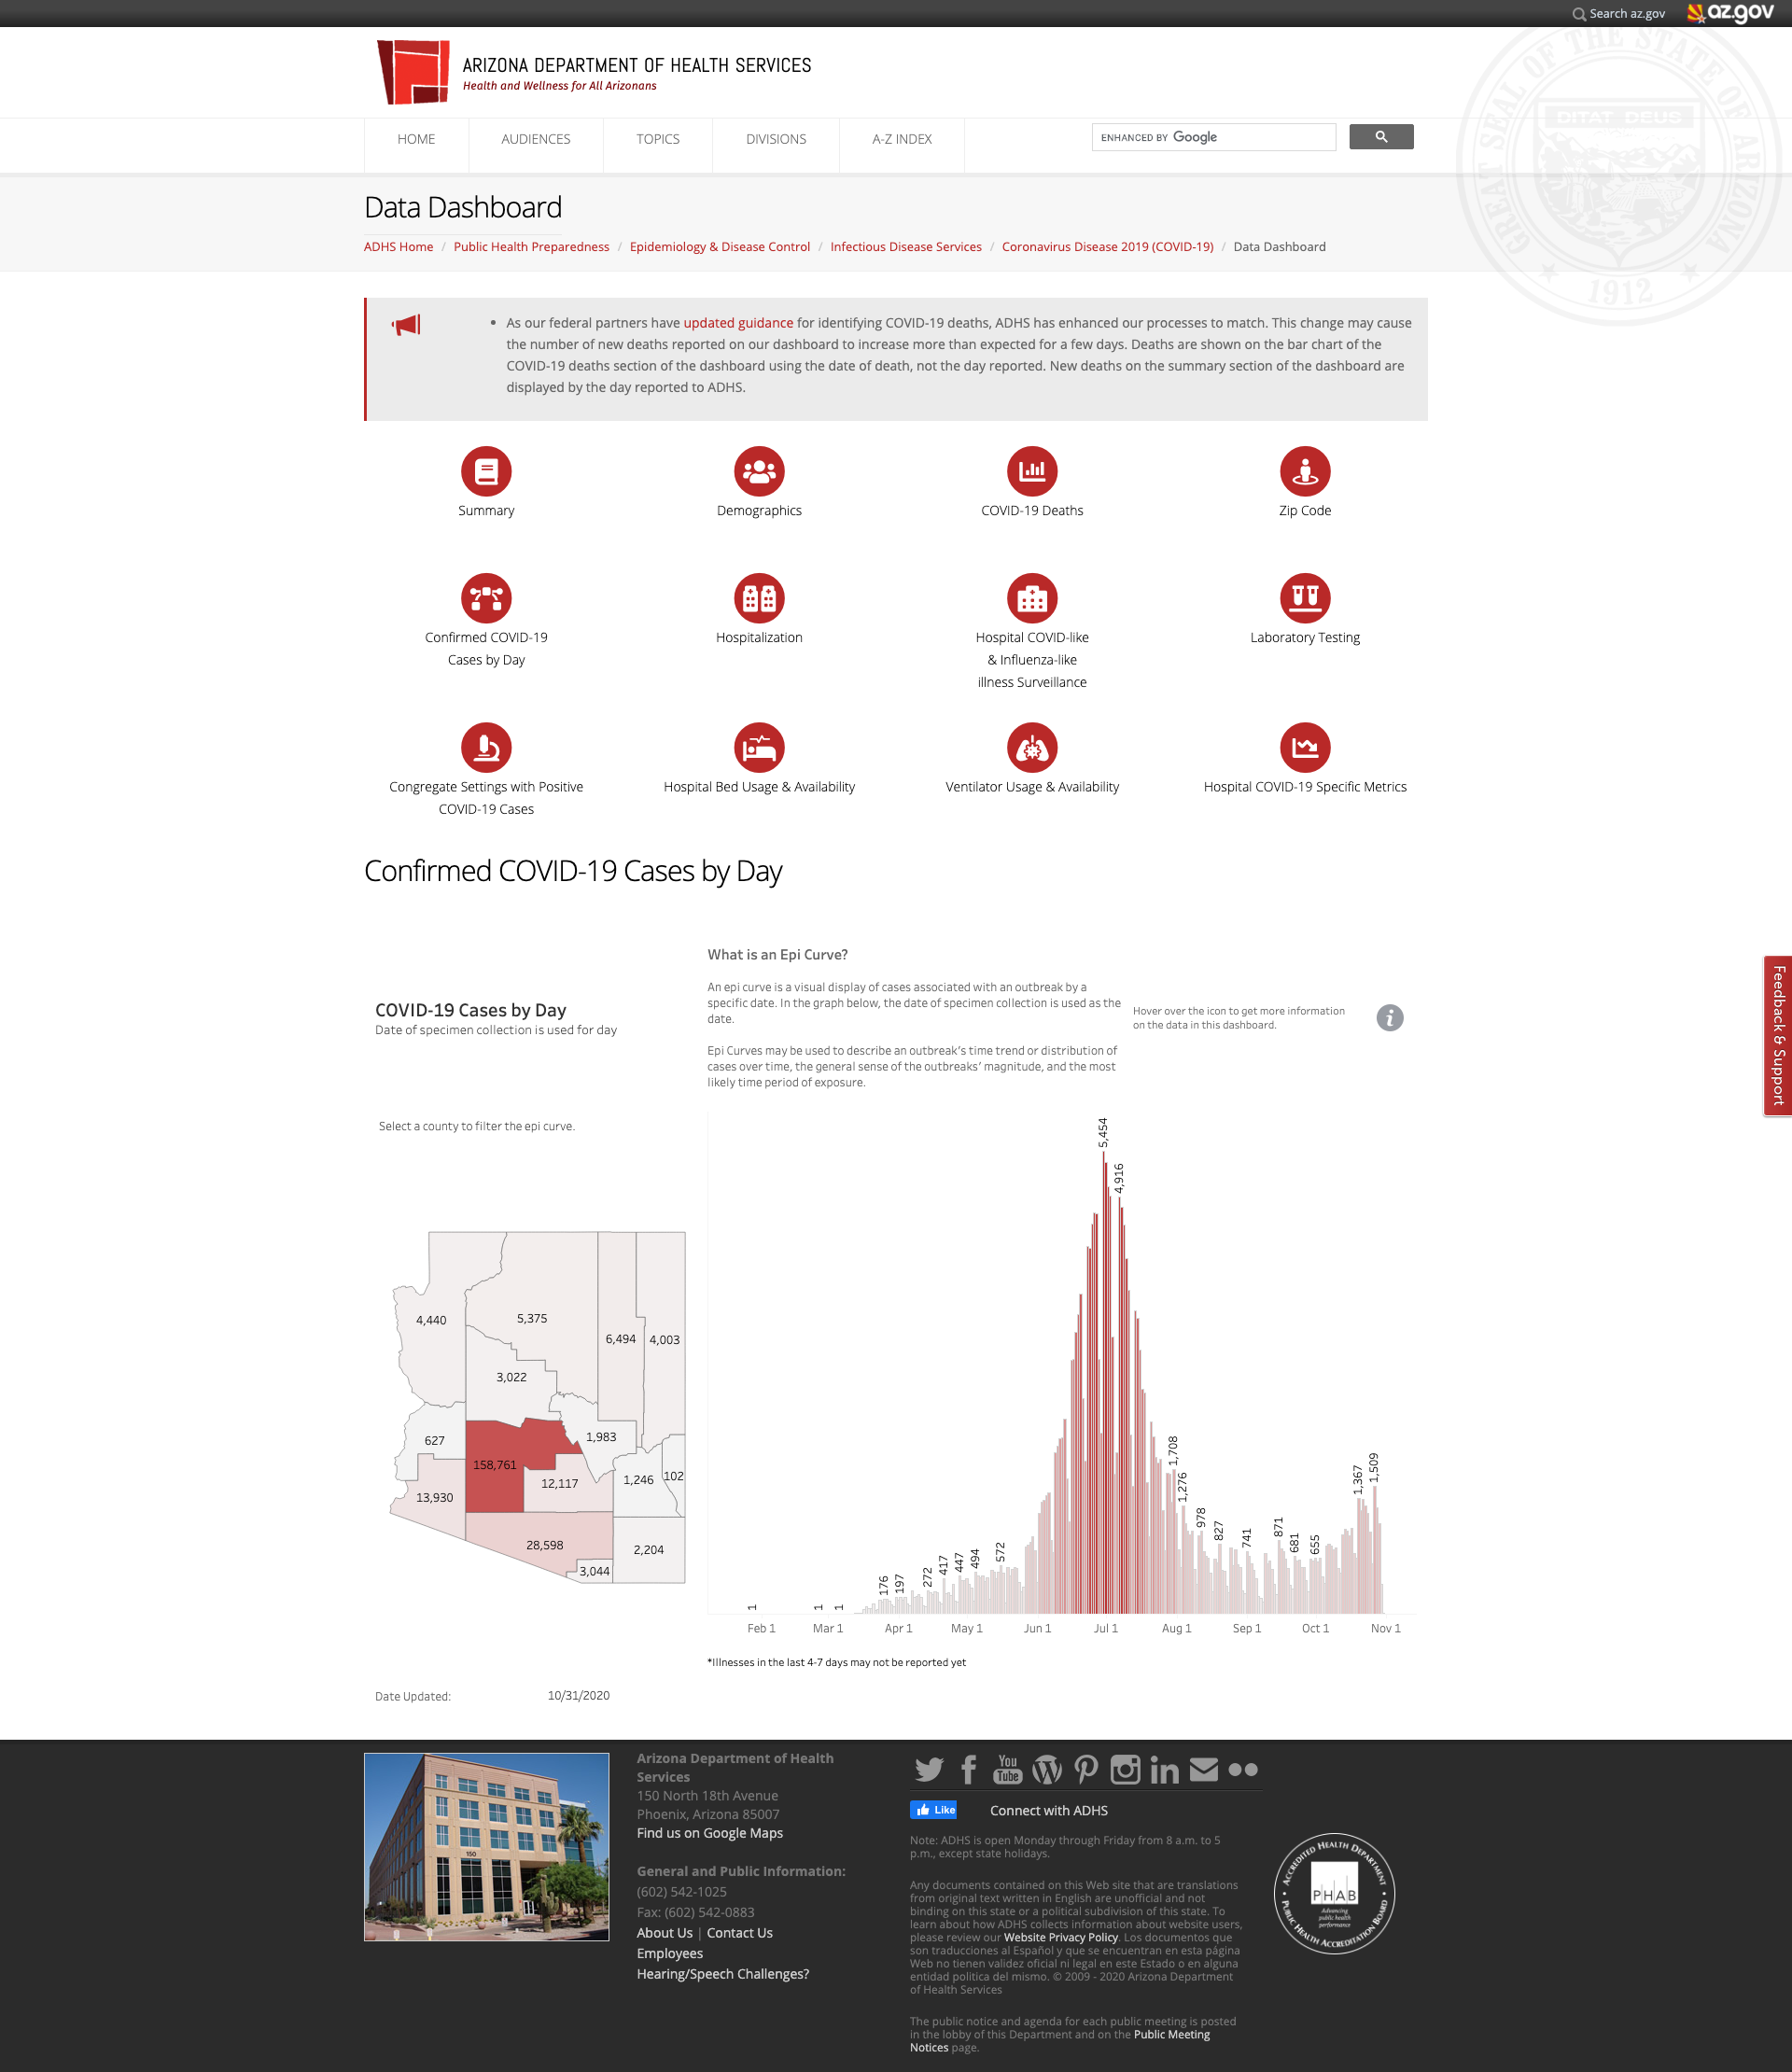 Search az.gov
az.gov
GREAT SEAL OF THE STATE OF ARIZONA
DITAT DEUS
1912
ARIZONA DEPARTMENT OF HEALTH SERVICES
Health and Wellness for All Arizonans
HOME AUDIENCES TOPICS DIVISIONS A-Z INDEX
ENHANCED BY Google
Data Dashboard
ADHS Home / Public Health Preparedness / Epidemiology & Disease Control / Infectious Disease Services / Coronavirus Disease 2019 (COVID-19) / Data Dashboard
• As our federal partners have updated guidance for identifying COVID-19 deaths, ADHS has enhanced our processes to match. This change may cause
the number of new deaths reported on our dashboard to increase more than expected for a few days. Deaths are shown on the bar chart of the
COVID-19 deaths section of the dashboard using the date of death, not the day reported. New deaths on the summary section of the dashboard are
displayed by the day reported to ADHS.
Summary
Demographics
COVID-19 Deaths
Zip Code
Confirmed COVID-19
Cases by Day
Hospitalization
Hospital COVID-like
& Influenza-like
illness Surveillance
Laboratory Testing
Congregate Settings with Positive
COVID-19 Cases
Hospital Bed Usage & Availability
Ventilator Usage & Availability
Hospital COVID-19 Specific Metrics
Confirmed COVID-19 Cases by Day
COVID-19 Cases by Day
Date of specimen collection is used for day
What is an Epi Curve?
An epi curve is a visual display of cases associated with an outbreak by a
specific date. In the graph below, the date of specimen collection is used as the
date.
Epi Curves may be used to describe an outbreak's time trend or distribution of
cases over time, the general sense of the outbreaks' magnitude, and the most
likely time period of exposure.
Hover over the icon to get more information
on the data in this dashboard.
i
Feedback & Support
Select a county to filter the epi curve.
4,440
5,375
6,494
4,003
3,022
627
1,983
158,761
12,117
1,246
102
13,930
28,598
2,204
3,044
1
1
1
176
197
272
417
447
494
572
5,454
4,916
1,708
1,276
978
827
741
871
681
655
1,367
1,509
Feb 1 Mar 1 Apr 1 May 1 Jun 1 Jul 1 Aug 1 Sep 1 Oct 1 Nov 1
*Illnesses in the last 4-7 days may not be reported yet
Date Updated: 10/31/2020
150
Arizona Department of Health
Services
150 North 18th Avenue
Phoenix, Arizona 85007
Find us on Google Maps
General and Public Information:
(602) 542-1025
Fax: (602) 542-0883
About Us | Contact Us
Employees
Hearing/Speech Challenges?
You Tube
in
Like
Connect with ADHS
Note: ADHS is open Monday through Friday from 8 a.m. to 5
p.m., except state holidays.
Any documents contained on this Web site that are translations
from original text written in English are unofficial and not
binding on this state or a political subdivision of this state. To
learn about how ADHS collects information about website users,
please review our Website Privacy Policy. Los documentos que
son traducciones al Español y que se encuentran en esta página
Web no tienen validez oficial ni legal en este Estado o en alguna
entidad politica del mismo. © 2009 - 2020 Arizona Department
of Health Services
The public notice and agenda for each public meeting is posted
in the lobby of this Department and on the Public Meeting
Notices page.
ACCREDITED HEALTH DEPARTMENT
PHAB
Advancing
public health
performance
PUBLIC HEALTH ACCREDITATION BOARD